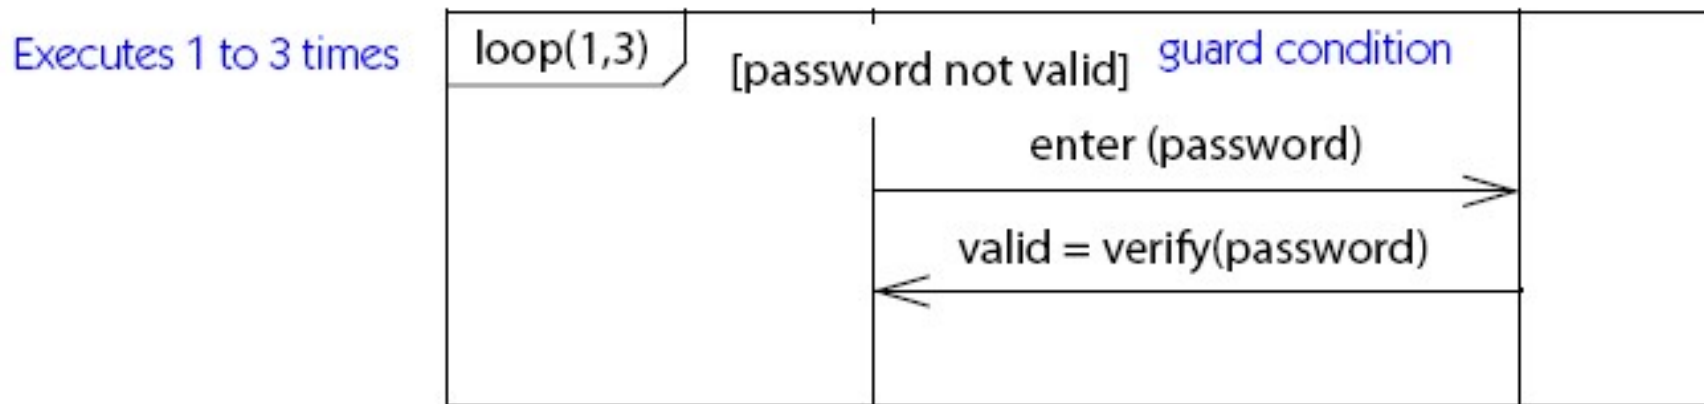 Executes 1 to 3 times
loop(1,3)
[password not valid]
guard condition
enter (password)
valid = verify(password)